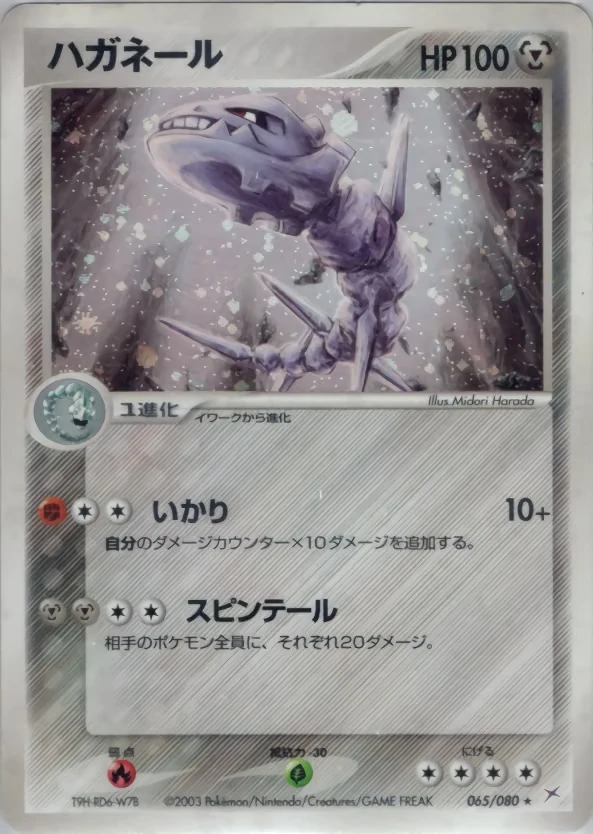 ハガネール HP100
Illus. Midori Harada
1進化 イワークから進化
いかり 10+
自分のダメージカウンター×10ダメージを追加する。
スピンテール
相手のポケモン全員に、それぞれ20ダメージ。
弱点 抵抗力 -30 にげる
T9H-RD6-W7B ©2003 Pokémon/Nintendo/Creatures/GAME FREAK 065/080 ★